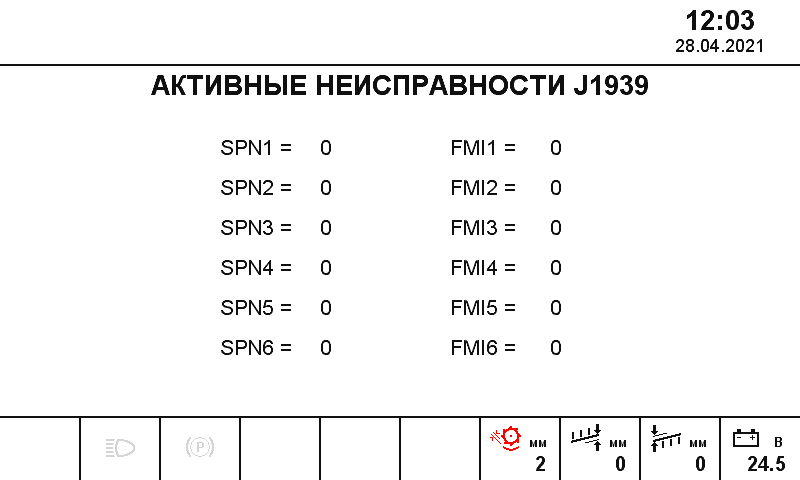 12:03
28.04.2021
АКТИВНЫЕ НЕИСПРАВНОСТИ J1939
SPN1 = 0 FMI1 = 0
SPN2 = 0 FMI2 = 0
SPN3 = 0 FMI3 = 0
SPN4 = 0 FMI4 = 0
SPN5 = 0 FMI5 = 0
SPN6 = 0 FMI6 = 0
(P) мм мм мм В
2 0 0 24.5